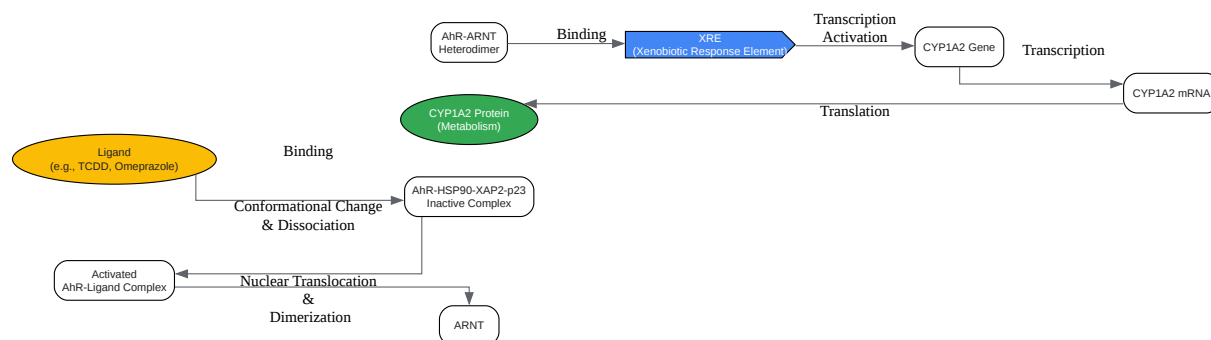 AhR-ARNT
Heterodimer
Binding
XRE
(Xenobiotic Response Element)
Transcription
Activation
CYP1A2 Gene
Transcription
CYP1A2 mRNA
Translation
CYP1A2 Protein
(Metabolism)
Ligand
(e.g., TCDD, Omeprazole)
Binding
AhR-HSP90-XAP2-p23
Inactive Complex
Conformational Change
& Dissociation
Activated
AhR-Ligand Complex
Nuclear Translocation
&
Dimerization
ARNT